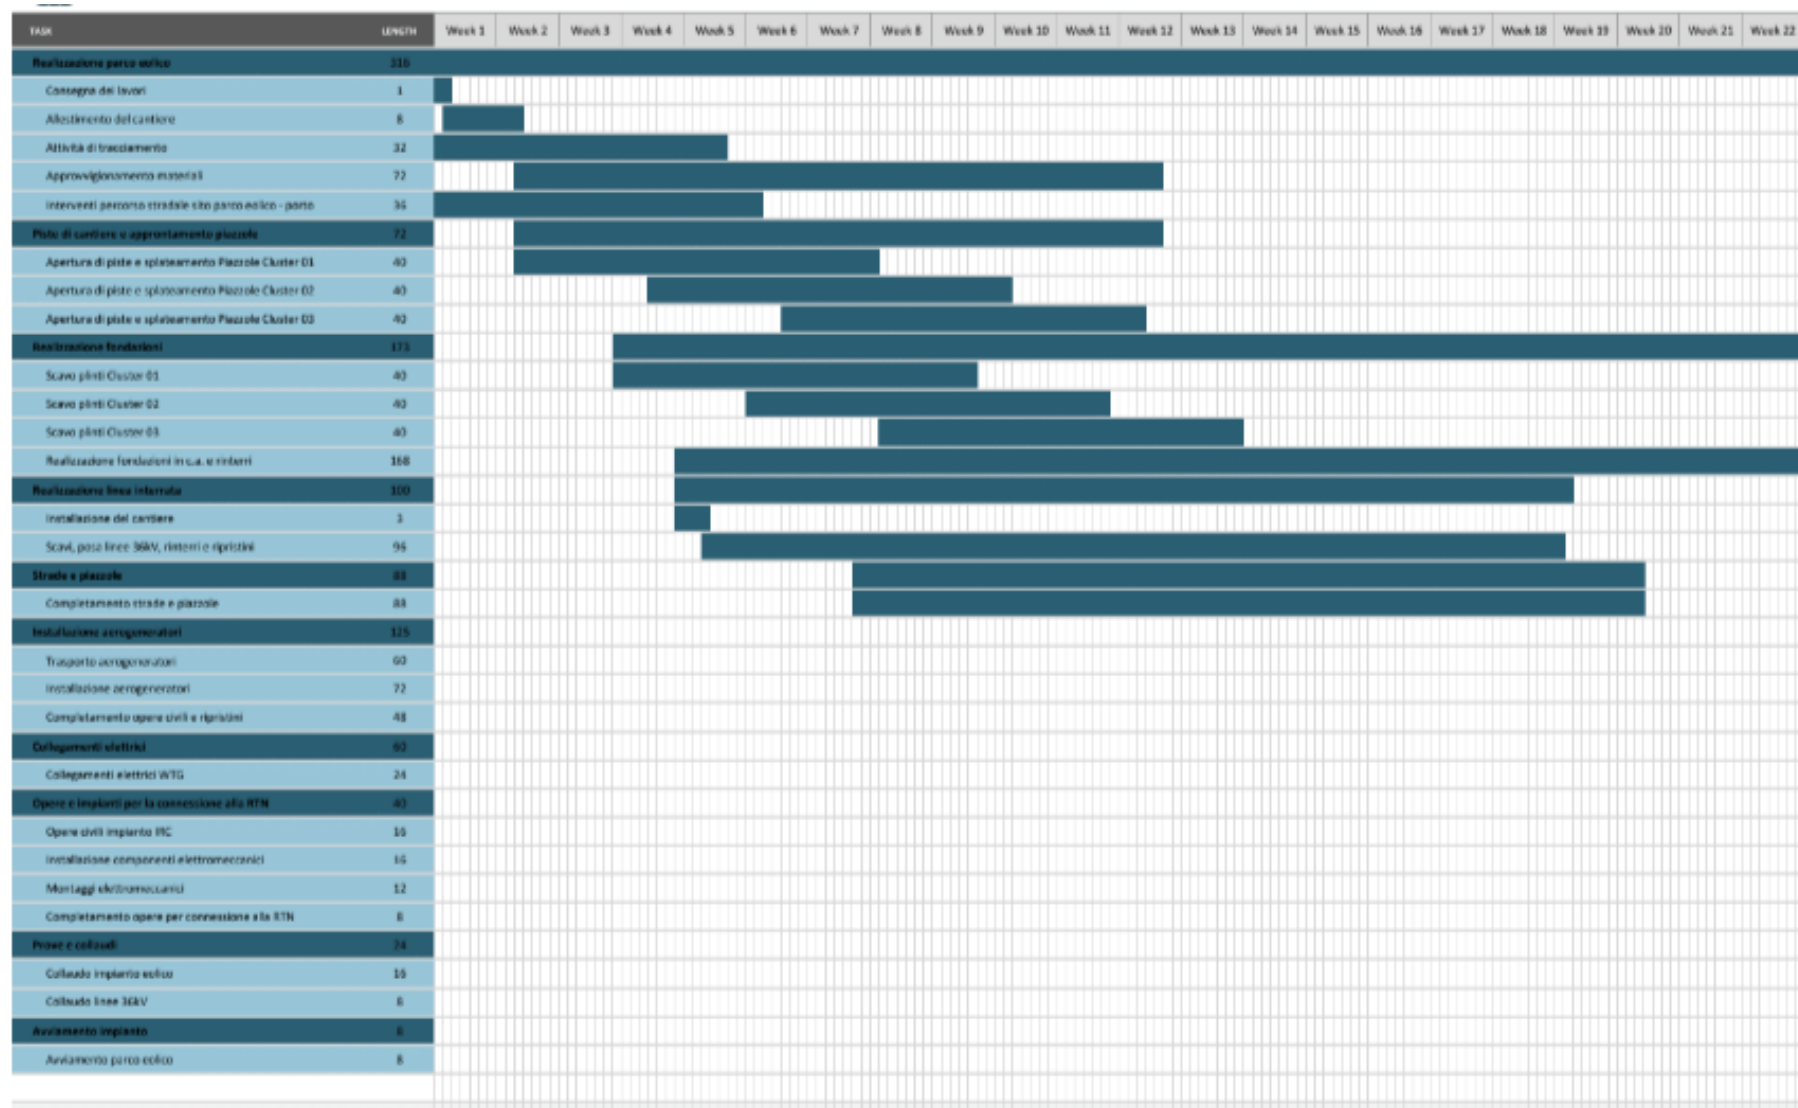 TASK LENGTH Week 1 Week 2 Week 3 Week 4 Week 5 Week 6 Week 7 Week 8 Week 9 Week 10 Week 11 Week 12 Week 13 Week 14 Week 15 Week 16 Week 17 Week 18 Week 19 Week 20 Week 21 Week 22
Realizzazione parco eolico 316
Consegna dei lavori 1
Allestimento del cantiere 8
Attività di tracciamento 32
Approvvigionamento materiali 72
Interventi percorso stradale sito parco eolico - porto 36
Piste di cantiere e approntamento piazzole 72
Apertura di piste e splateamento Piazzole Cluster 01 40
Apertura di piste e splateamento Piazzole Cluster 02 40
Apertura di piste e splateamento Piazzole Cluster 03 40
Realizzazione fondazioni 173
Scavo plinti Cluster 01 40
Scavo plinti Cluster 02 40
Scavo plinti Cluster 03 40
Realizzazione fondazioni in c.a. e rinterri 168
Realizzazione linea interrata 100
Installazione del cantiere 3
Scavi, posa linee 36kV, rinterri e ripristini 96
Strade e piazzole 88
Completamento strade e piazzole 88
Installazione aerogeneratori 125
Trasporto aerogeneratori 60
Installazione aerogeneratori 72
Completamento opere civili e ripristini 48
Collegamenti elettrici 60
Collegamenti elettrici WTG 24
Opere e impianti per la connessione alla RTN 40
Opere civili impianto IRC 16
Installazione componenti elettromeccanici 16
Montaggi elettromeccanici 12
Completamento opere per connessione alla RTN 8
Prove e collaudi 24
Collaudo impianto eolico 16
Collaudo linee 36kV 8
Avviamento impianto 8
Avviamento parco eolico 8